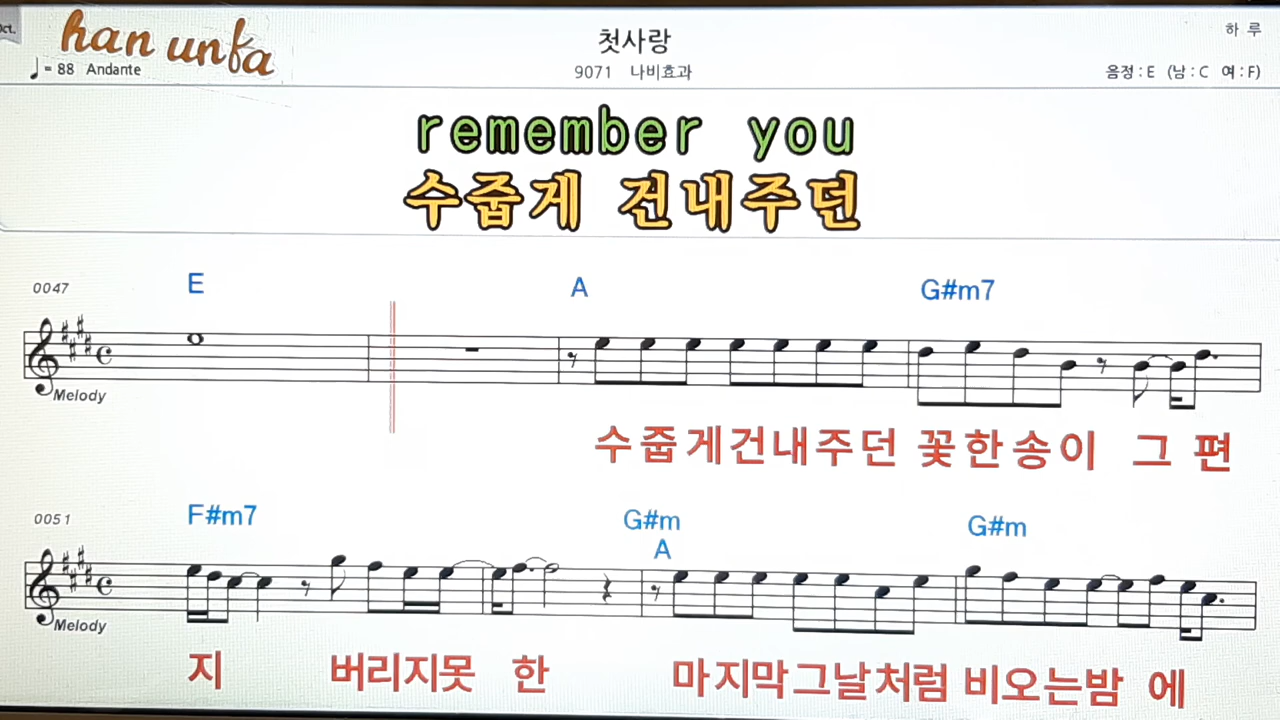 Oct.
han unfa
첫사랑
하 루
♩= 88 Andante
9071 나비효과
음정 : E (남 : C 여 : F)
remember you
수줍게 건내주던
0047
E A G#m7
Melody
수줍게건내주던 꽃한송이 그 편
0051
F#m7 G#m G#m
A
Melody
지 버리지못 한 마지막그날처럼 비오는밤 에